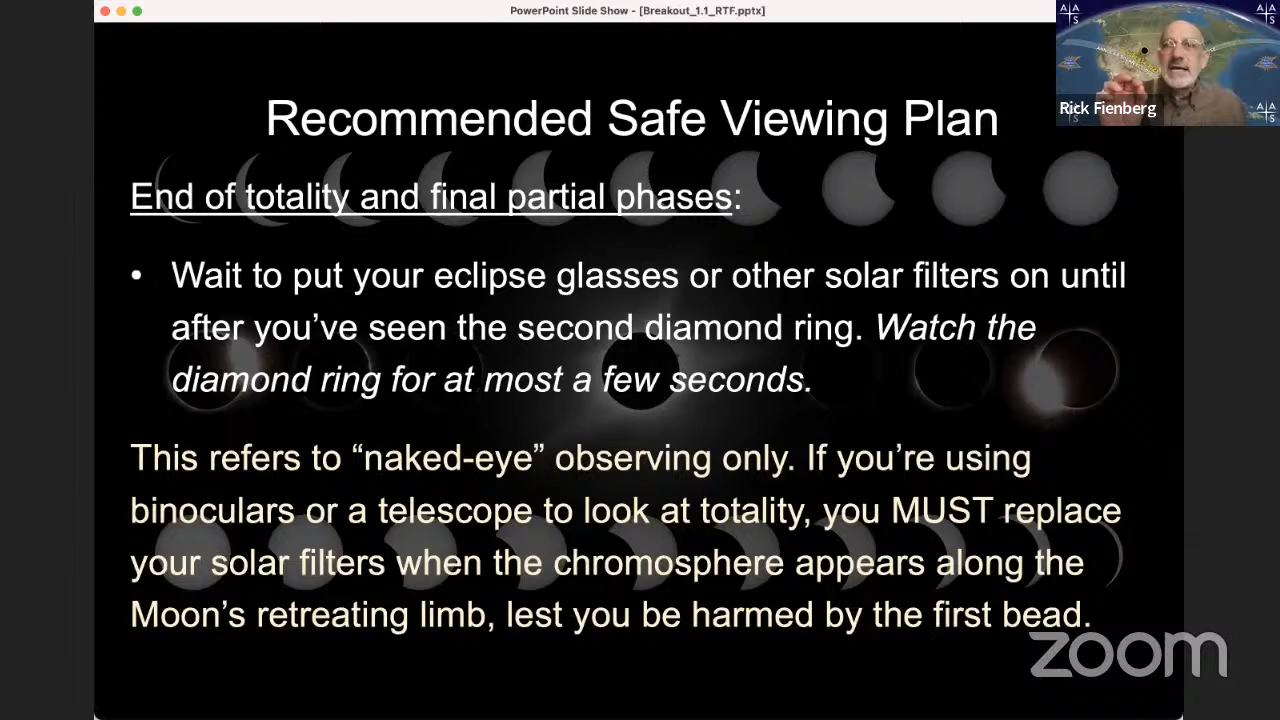 PowerPoint Slide Show - [Breakout_1.1_RTF.pptx]
A A
S
A A
S
Rick Fienberg
A A
S
Recommended Safe Viewing Plan
End of totality and final partial phases:
• Wait to put your eclipse glasses or other solar filters on until
after you’ve seen the second diamond ring. Watch the
diamond ring for at most a few seconds.
This refers to “naked-eye” observing only. If you’re using
binoculars or a telescope to look at totality, you MUST replace
your solar filters when the chromosphere appears along the
Moon’s retreating limb, lest you be harmed by the first bead.
zoom